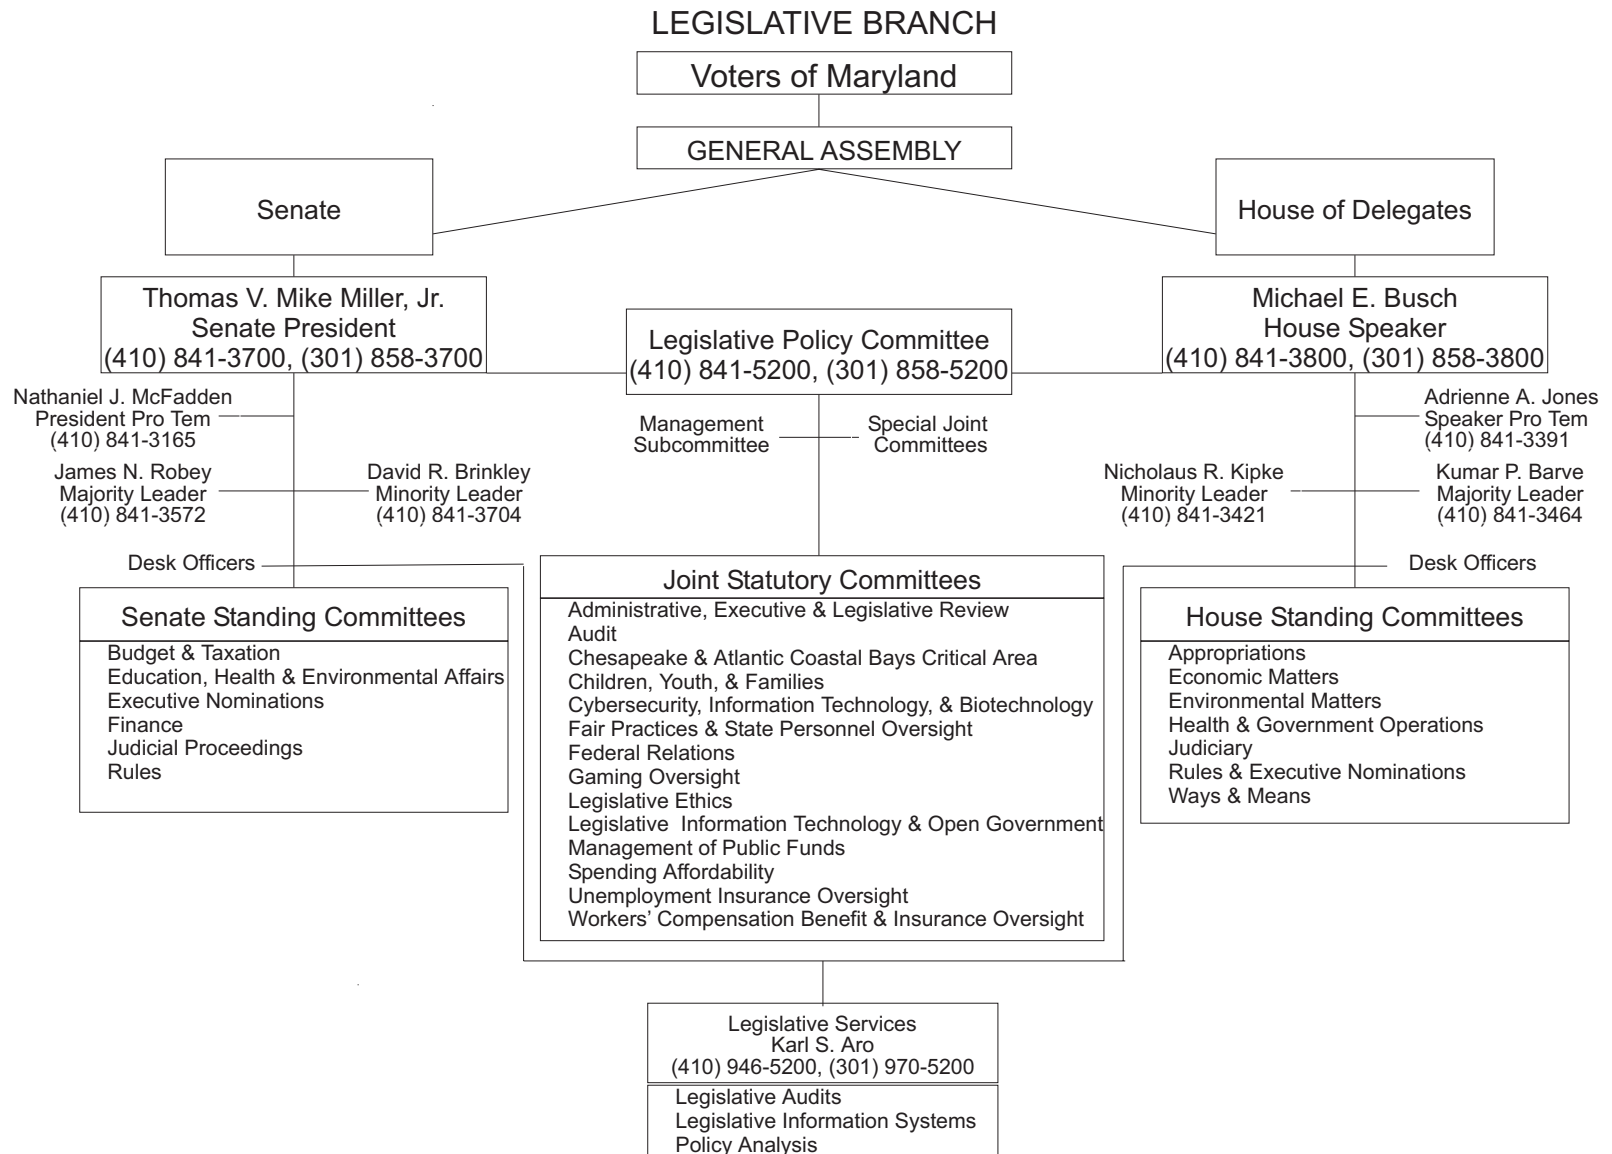 LEGISLATIVE BRANCH
Voters of Maryland
GENERAL ASSEMBLY
Senate
House of Delegates
Thomas V. Mike Miller, Jr.
Senate President
(410) 841-3700, (301) 858-3700
Legislative Policy Committee
(410) 841-5200, (301) 858-5200
Michael E. Busch
House Speaker
(410) 841-3800, (301) 858-3800
Nathaniel J. McFadden
President Pro Tem
(410) 841-3165
James N. Robey
Majority Leader
(410) 841-3572
David R. Brinkley
Minority Leader
(410) 841-3704
Management
Subcommittee
Special Joint
Committees
Adrienne A. Jones
Speaker Pro Tem
(410) 841-3391
Nicholaus R. Kipke
Minority Leader
(410) 841-3421
Kumar P. Barve
Majority Leader
(410) 841-3464
Desk Officers
Desk Officers
Senate Standing Committees
Budget & Taxation
Education, Health & Environmental Affairs
Executive Nominations
Finance
Judicial Proceedings
Rules
Joint Statutory Committees
Administrative, Executive & Legislative Review
Audit
Chesapeake & Atlantic Coastal Bays Critical Area
Children, Youth, & Families
Cybersecurity, Information Technology, & Biotechnology
Fair Practices & State Personnel Oversight
Federal Relations
Gaming Oversight
Legislative Ethics
Legislative Information Technology & Open Government
Management of Public Funds
Spending Affordability
Unemployment Insurance Oversight
Workers’ Compensation Benefit & Insurance Oversight
House Standing Committees
Appropriations
Economic Matters
Environmental Matters
Health & Government Operations
Judiciary
Rules & Executive Nominations
Ways & Means
Legislative Services
Karl S. Aro
(410) 946-5200, (301) 970-5200
Legislative Audits
Legislative Information Systems
Policy Analysis